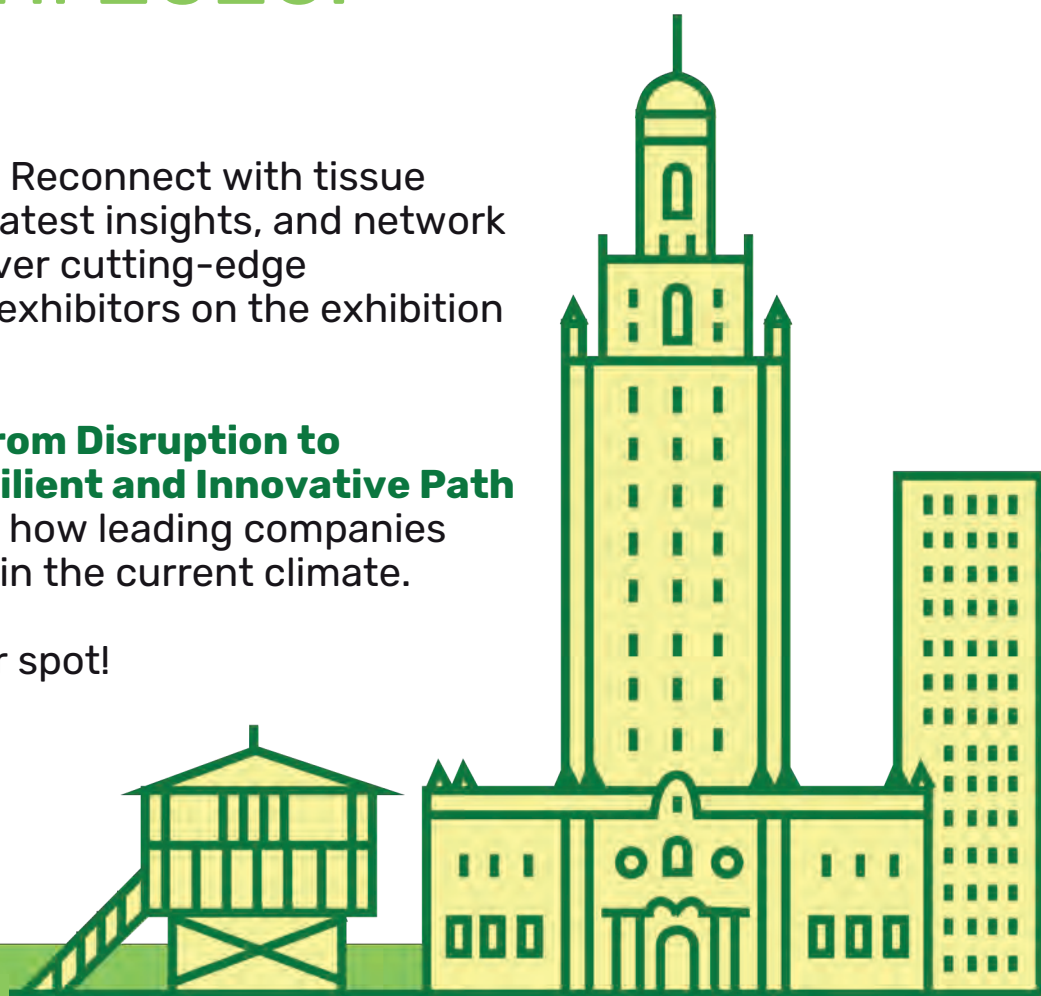 Reconnect with tissue
atest insights, and network
ver cutting-edge
exhibitors on the exhibition
rom Disruption to
ilient and Innovative Path
how leading companies
in the current climate.
r spot!